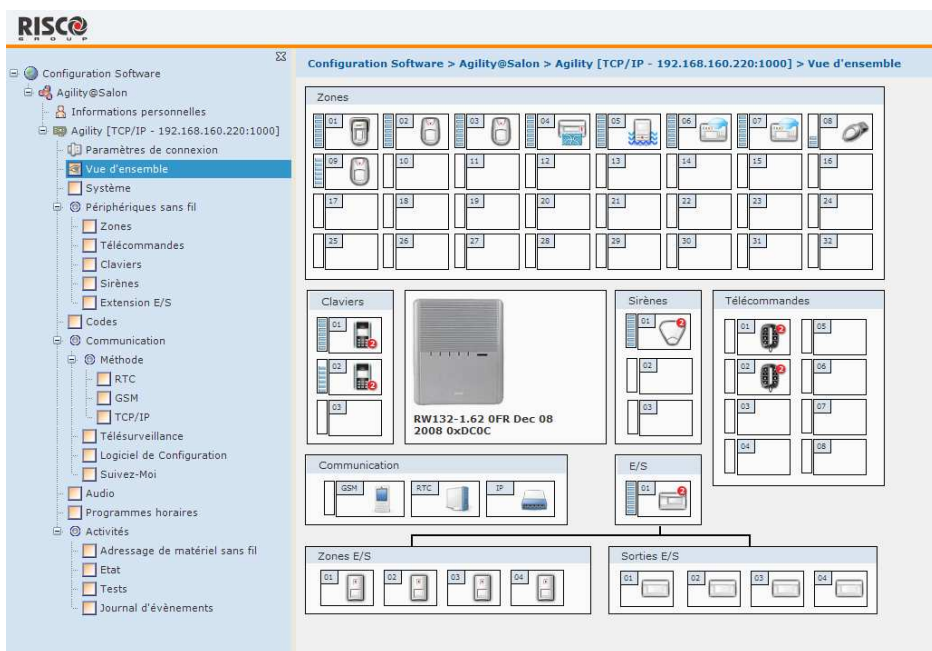 RISCO
GROUP
Configuration Software
Agility@Salon
Informations personnelles
Agility [TCP/IP - 192.168.160.220:1000]
Paramètres de connexion
Vue d'ensemble
Système
Périphériques sans fil
Zones
Télécommandes
Claviers
Sirènes
Extension E/S
Codes
Communication
Méthode
RTC
GSM
TCP/IP
Télésurveillance
Logiciel de Configuration
Suivez-Moi
Audio
Programmes horaires
Activités
Adressage de matériel sans fil
Etat
Tests
Journal d'évènements
Configuration Software > Agility@Salon > Agility [TCP/IP - 192.168.160.220:1000] > Vue d'ensemble
Zones
01 02 03 04 05 06 07 08
09 10 11 12 13 14 15 16
17 18 19 20 21 22 23 24
25 26 27 28 29 30 31 32
Claviers
01 2
02 2
03
RW132-1.62 0FR Dec 08
2008 0xDC0C
Sirènes
01 2
02
03
Télécommandes
01 2 05
02 2 06
03 07
04 08
Communication
GSM RTC IP
E/S
01 2
Zones E/S
01 02 03 04
Sorties E/S
01 02 03 04